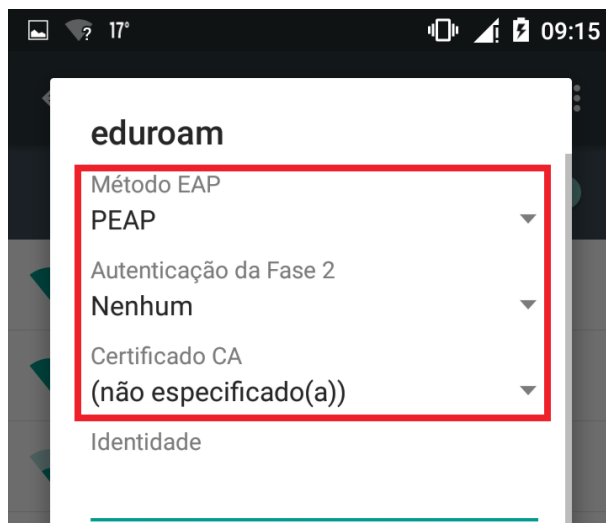 17°
09:15
eduroam
Método EAP
PEAP
Autenticação da Fase 2
Nenhum
Certificado CA
(não especificado(a))
Identidade